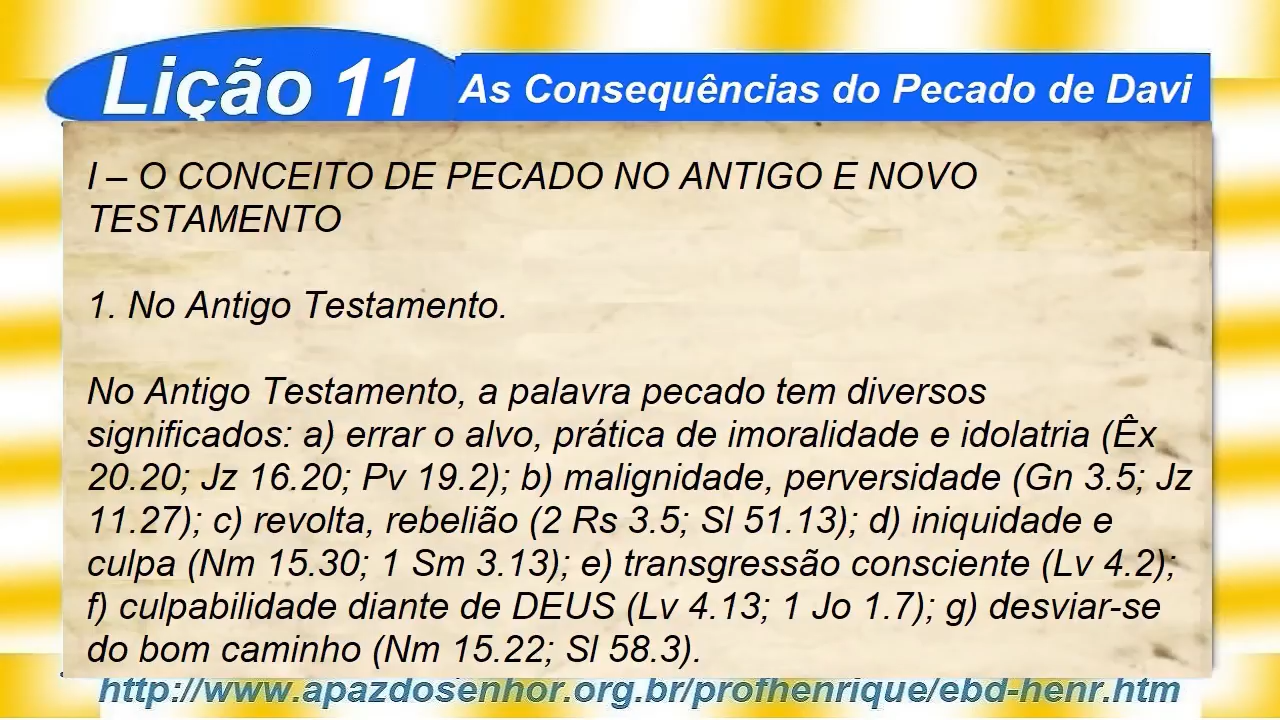 Lição 11
As Consequências do Pecado de Davi
I – O CONCEITO DE PECADO NO ANTIGO E NOVO
TESTAMENTO
1. No Antigo Testamento.
No Antigo Testamento, a palavra pecado tem diversos
significados: a) errar o alvo, prática de imoralidade e idolatria (Êx
20.20; Jz 16.20; Pv 19.2); b) malignidade, perversidade (Gn 3.5; Jz
11.27); c) revolta, rebelião (2 Rs 3.5; Sl 51.13); d) iniquidade e
culpa (Nm 15.30; 1 Sm 3.13); e) transgressão consciente (Lv 4.2);
f) culpabilidade diante de DEUS (Lv 4.13; 1 Jo 1.7); g) desviar-se
do bom caminho (Nm 15.22; Sl 58.3).
http://www.apazdosenhor.org.br/profhenrique/ebd-henr.htm